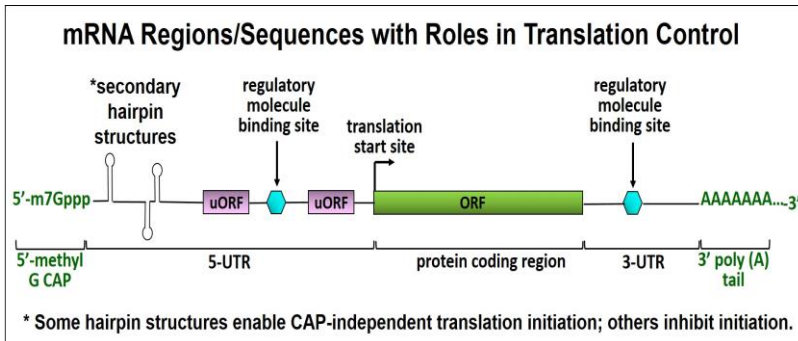 mRNA Regions/Sequences with Roles in Translation Control
*secondary
hairpin
structures
regulatory
molecule
binding site
translation
start site
regulatory
molecule
binding site
5'-m7Gppp
uORF
uORF
ORF
AAAAAAA...-3'
5'-methyl
G CAP
5-UTR
protein coding region
3-UTR
3' poly (A)
tail
* Some hairpin structures enable CAP-independent translation initiation; others inhibit initiation.